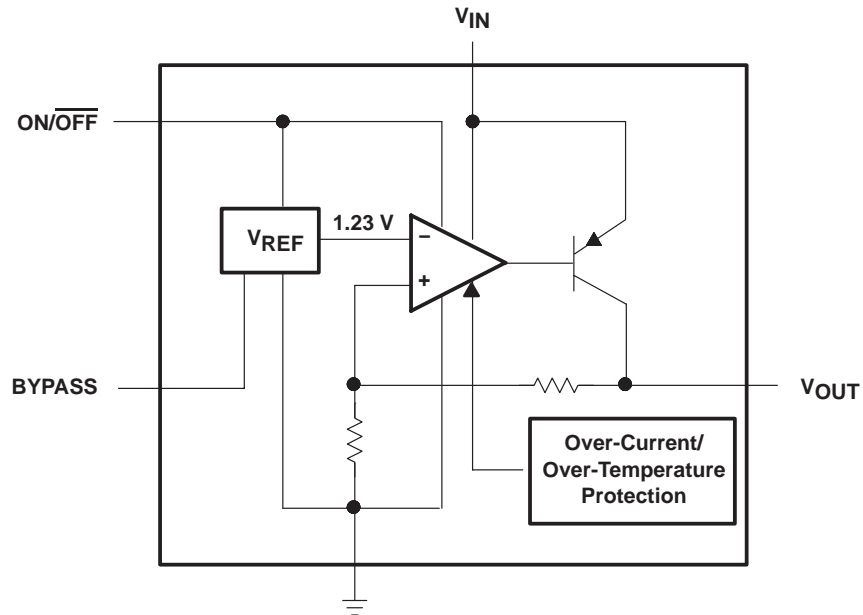 VIN
ON/OFF
1.23 V
VREF
−
+
BYPASS
VOUT
Over-Current/
Over-Temperature
Protection